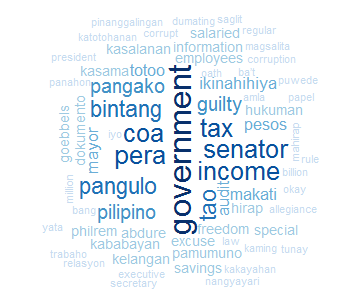 pinanggalingan dumating saglit
katotohanan corrupt salaried regular
kasalanan information magsalita
president kasama totoo employees corruption
panahon pangako oath ba't puwede
goebbels dokumento mayor bintang ikinahihiya
amla papel
guilty hukuman
iyo coa government tax pesos
pera senator mahirap rule
million pangulo income billion
tao audit makati okay
bang pilipino hirap allegiance
yata philrem abdure freedom special
kababayan excuse law kaming tunay
trabaho kelangan pamumuno
relasyon savings kakayahan
executive nangyayari
secretary